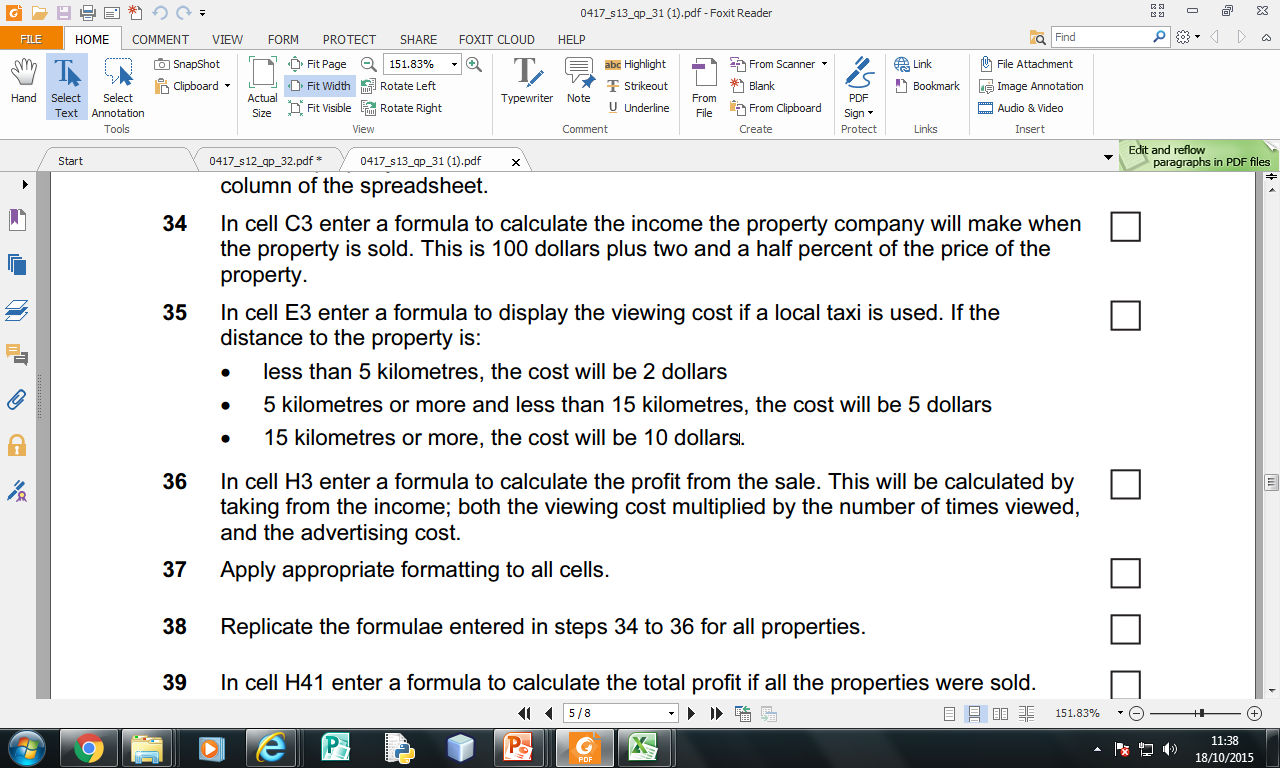 0417_s13_qp_31 (1).pdf - Foxit Reader
FILE HOME COMMENT VIEW FORM PROTECT SHARE FOXIT CLOUD HELP
Find
Hand
Select
Text
Select
Annotation
SnapShot
Clipboard
Tools
Actual
Size
Fit Page
Fit Width
Fit Visible
151.83%
Rotate Left
Rotate Right
View
Typewriter
Note
abc Highlight
Strikeout
U Underline
Comment
From
File
From Scanner
Blank
From Clipboard
Create
PDF
Sign
Protect
Link
Bookmark
Links
File Attachment
Image Annotation
Audio & Video
Insert
Start
0417_s12_qp_32.pdf *
0417_s13_qp_31 (1).pdf
Edit and reflow
paragraphs in PDF files
column of the spreadsheet.
34 In cell C3 enter a formula to calculate the income the property company will make when
the property is sold. This is 100 dollars plus two and a half percent of the price of the
property.
35 In cell E3 enter a formula to display the viewing cost if a local taxi is used. If the
distance to the property is:
• less than 5 kilometres, the cost will be 2 dollars
• 5 kilometres or more and less than 15 kilometres, the cost will be 5 dollars
• 15 kilometres or more, the cost will be 10 dollars.
36 In cell H3 enter a formula to calculate the profit from the sale. This will be calculated by
taking from the income; both the viewing cost multiplied by the number of times viewed,
and the advertising cost.
37 Apply appropriate formatting to all cells.
38 Replicate the formulae entered in steps 34 to 36 for all properties.
39 In cell H41 enter a formula to calculate the total profit if all the properties were sold.
5 / 8
151.83%
11:38
18/10/2015